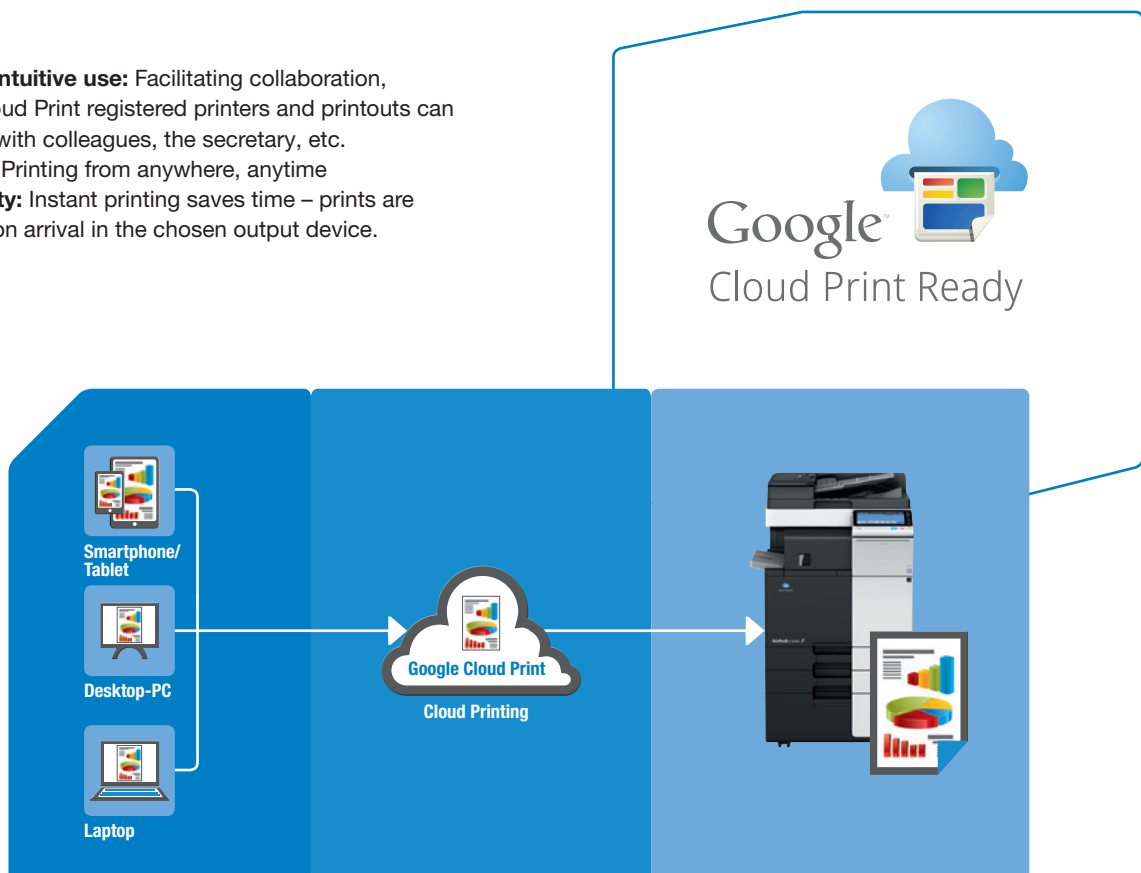 ntuitive use: Facilitating collaboration,
ud Print registered printers and printouts can
with colleagues, the secretary, etc.
Printing from anywhere, anytime
ty: Instant printing saves time – prints are
on arrival in the chosen output device.
Google™
Cloud Print Ready
Smartphone/
Tablet
Desktop-PC
Laptop
Google Cloud Print
Cloud Printing
bizhub